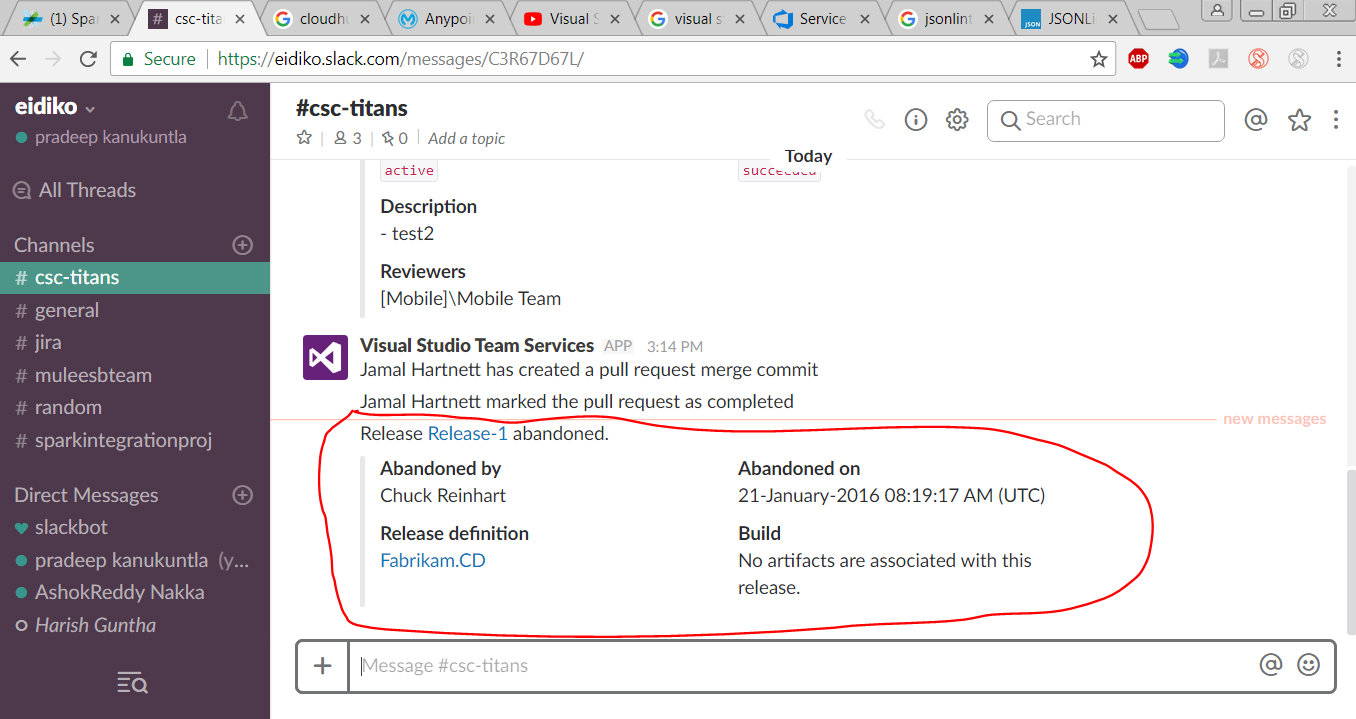 (1) Spa
csc-tita
cloudh
Anypoi
Visual S
visual s
Service
jsonlint
JSONLi
Secure https://eidiko.slack.com/messages/C3R67D67L/
ABP
eidiko
pradeep kanukuntla
All Threads
Channels
# csc-titans
# general
# jira
# muleesbteam
# random
# sparkintegrationproj
Direct Messages
slackbot
pradeep kanukuntla (y...
AshokReddy Nakka
Harish Guntha
#csc-titans
3 0 Add a topic
Search
Today
active succeeded
Description
- test2
Reviewers
[Mobile]\Mobile Team
Visual Studio Team Services APP 3:14 PM
Jamal Hartnett has created a pull request merge commit
Jamal Hartnett marked the pull request as completed
new messages
Release Release-1 abandoned.
Abandoned by
Chuck Reinhart
Abandoned on
21-January-2016 08:19:17 AM (UTC)
Release definition
Fabrikam.CD
Build
No artifacts are associated with this
release.
+ Message #csc-titans @